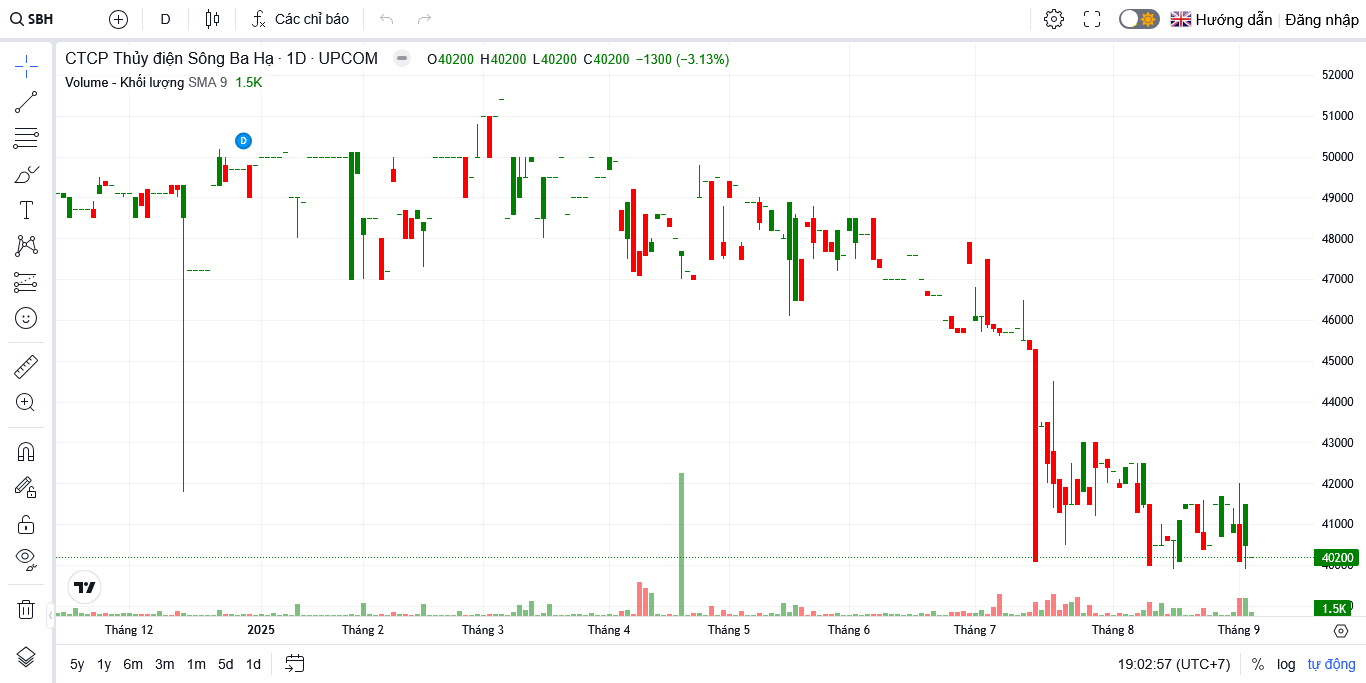 SBH D Các chỉ báo Hướng dẫn Đăng nhập
CTCP Thủy điện Sông Ba Hạ · 1D · UPCOM O40200 H40200 L40200 C40200 −1300 (−3.13%)
Volume - Khối lượng SMA 9 1.5K
D
52000
51000
50000
49000
48000
47000
46000
45000
44000
43000
42000
41000
40200
40000
1.5K
Tháng 12 2025 Tháng 2 Tháng 3 Tháng 4 Tháng 5 Tháng 6 Tháng 7 Tháng 8 Tháng 9
5y 1y 6m 3m 1m 5d 1d 19:02:57 (UTC+7) % log tự động